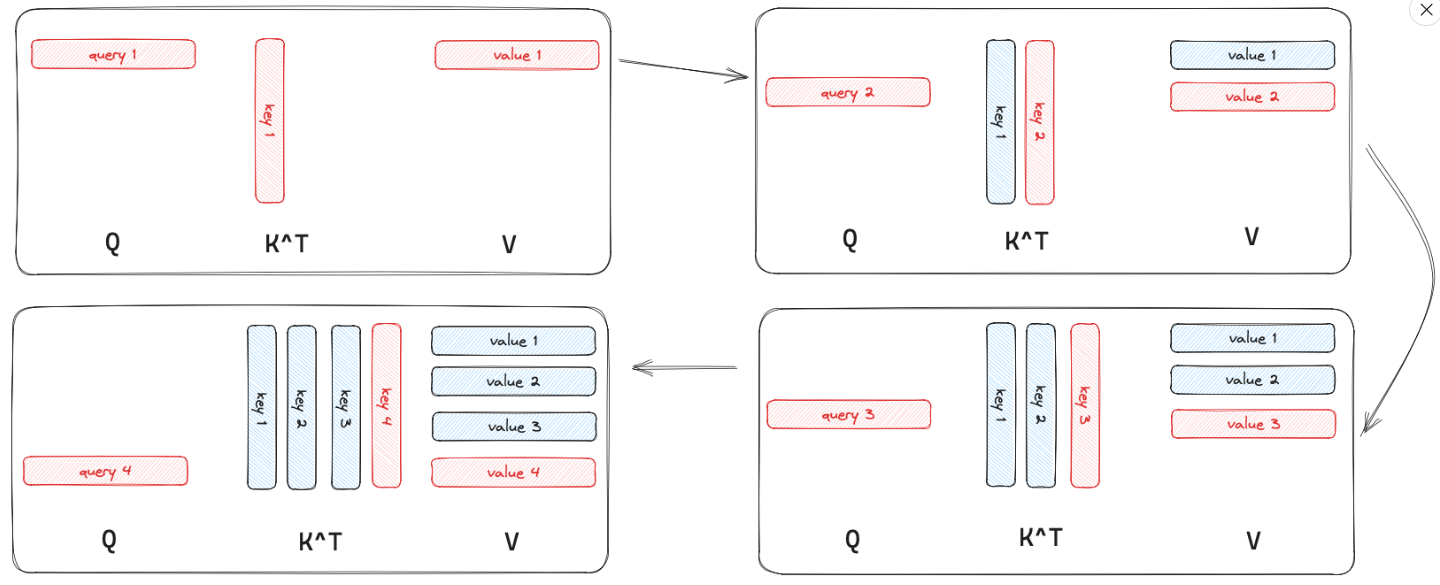 query 1
key 1
value 1
Q
K^T
V
query 2
key 1
key 2
value 1
value 2
Q
K^T
V
query 3
key 1
key 2
key 3
value 1
value 2
value 3
Q
K^T
V
query 4
key 1
key 2
key 3
key 4
value 1
value 2
value 3
value 4
Q
K^T
V